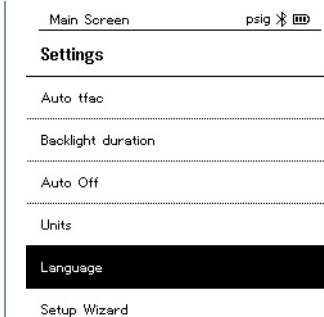 Main Screen psig
Settings
Auto tfac
Backlight duration
Auto Off
Units
Language
Setup Wizard